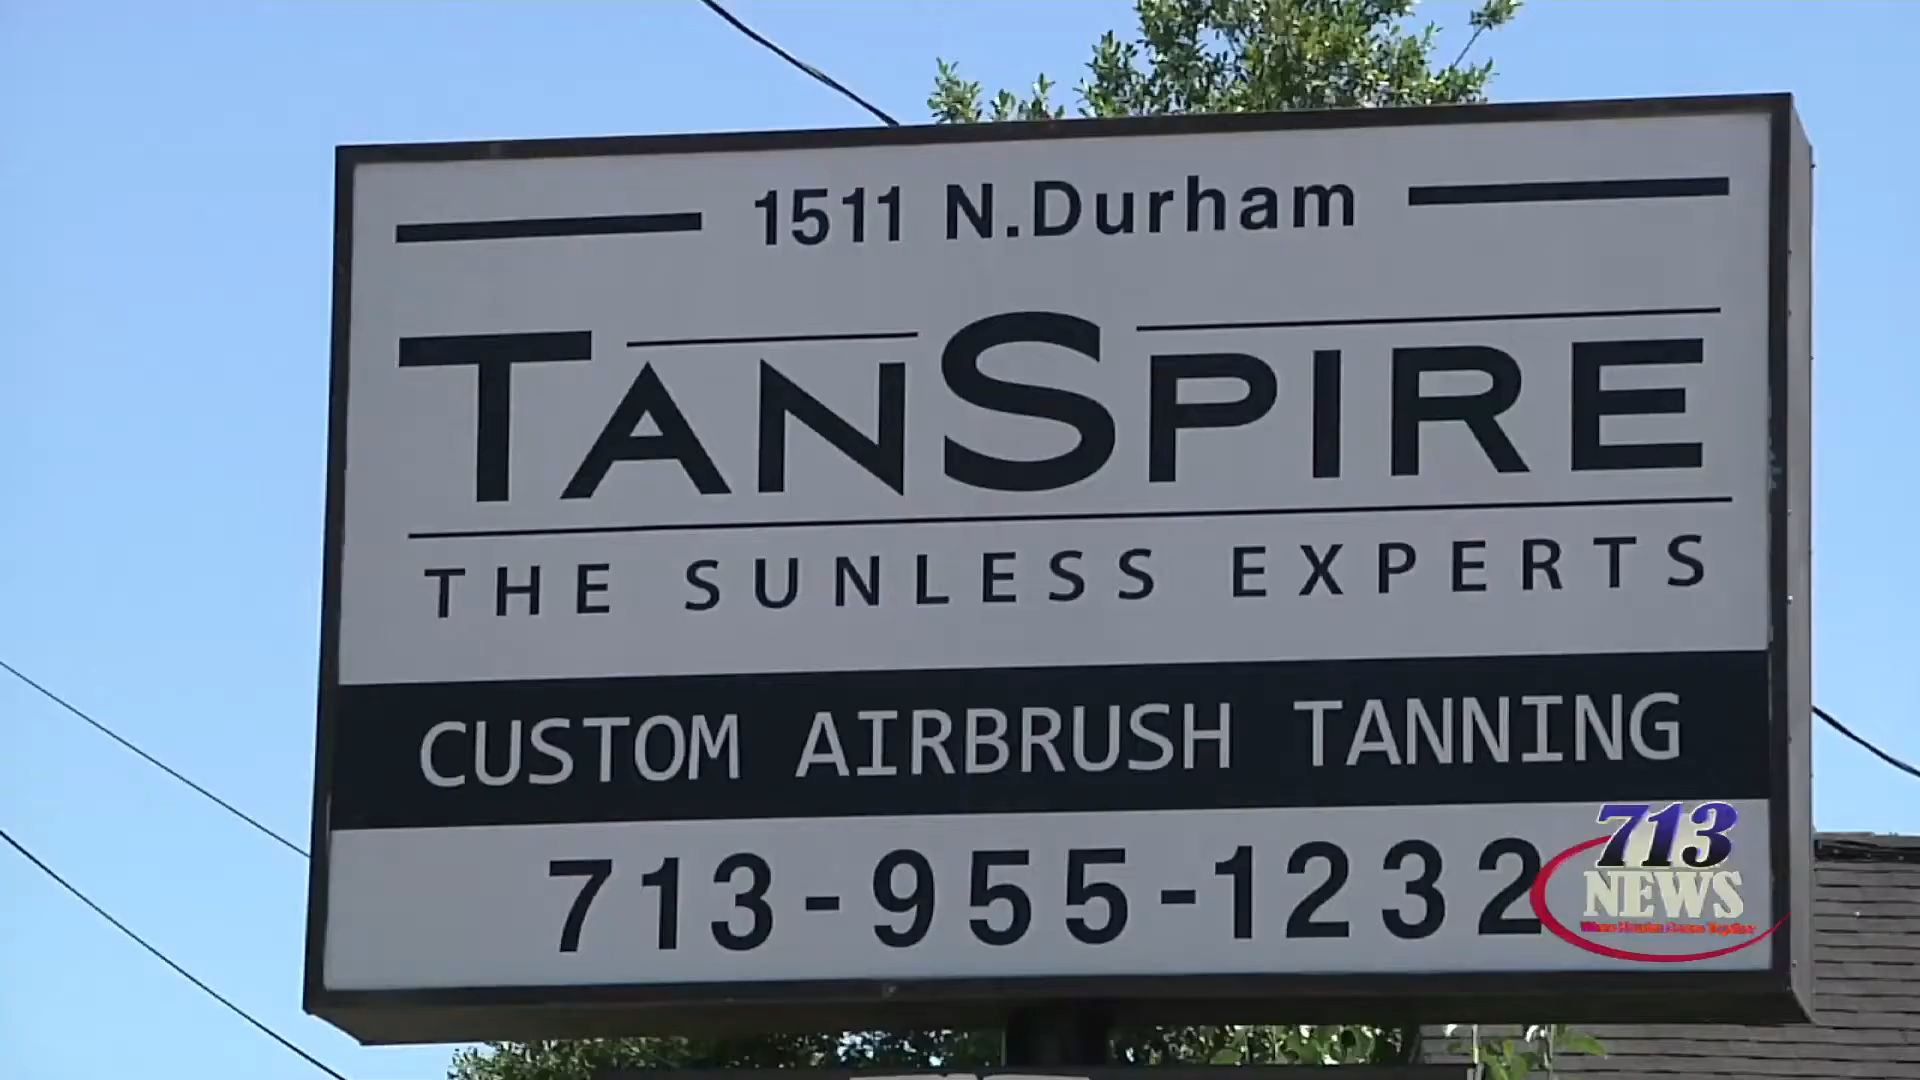 1511 N.Durham
TANSPIRE
THE SUNLESS EXPERTS
CUSTOM AIRBRUSH TANNING
713-955-1232
713
NEWS